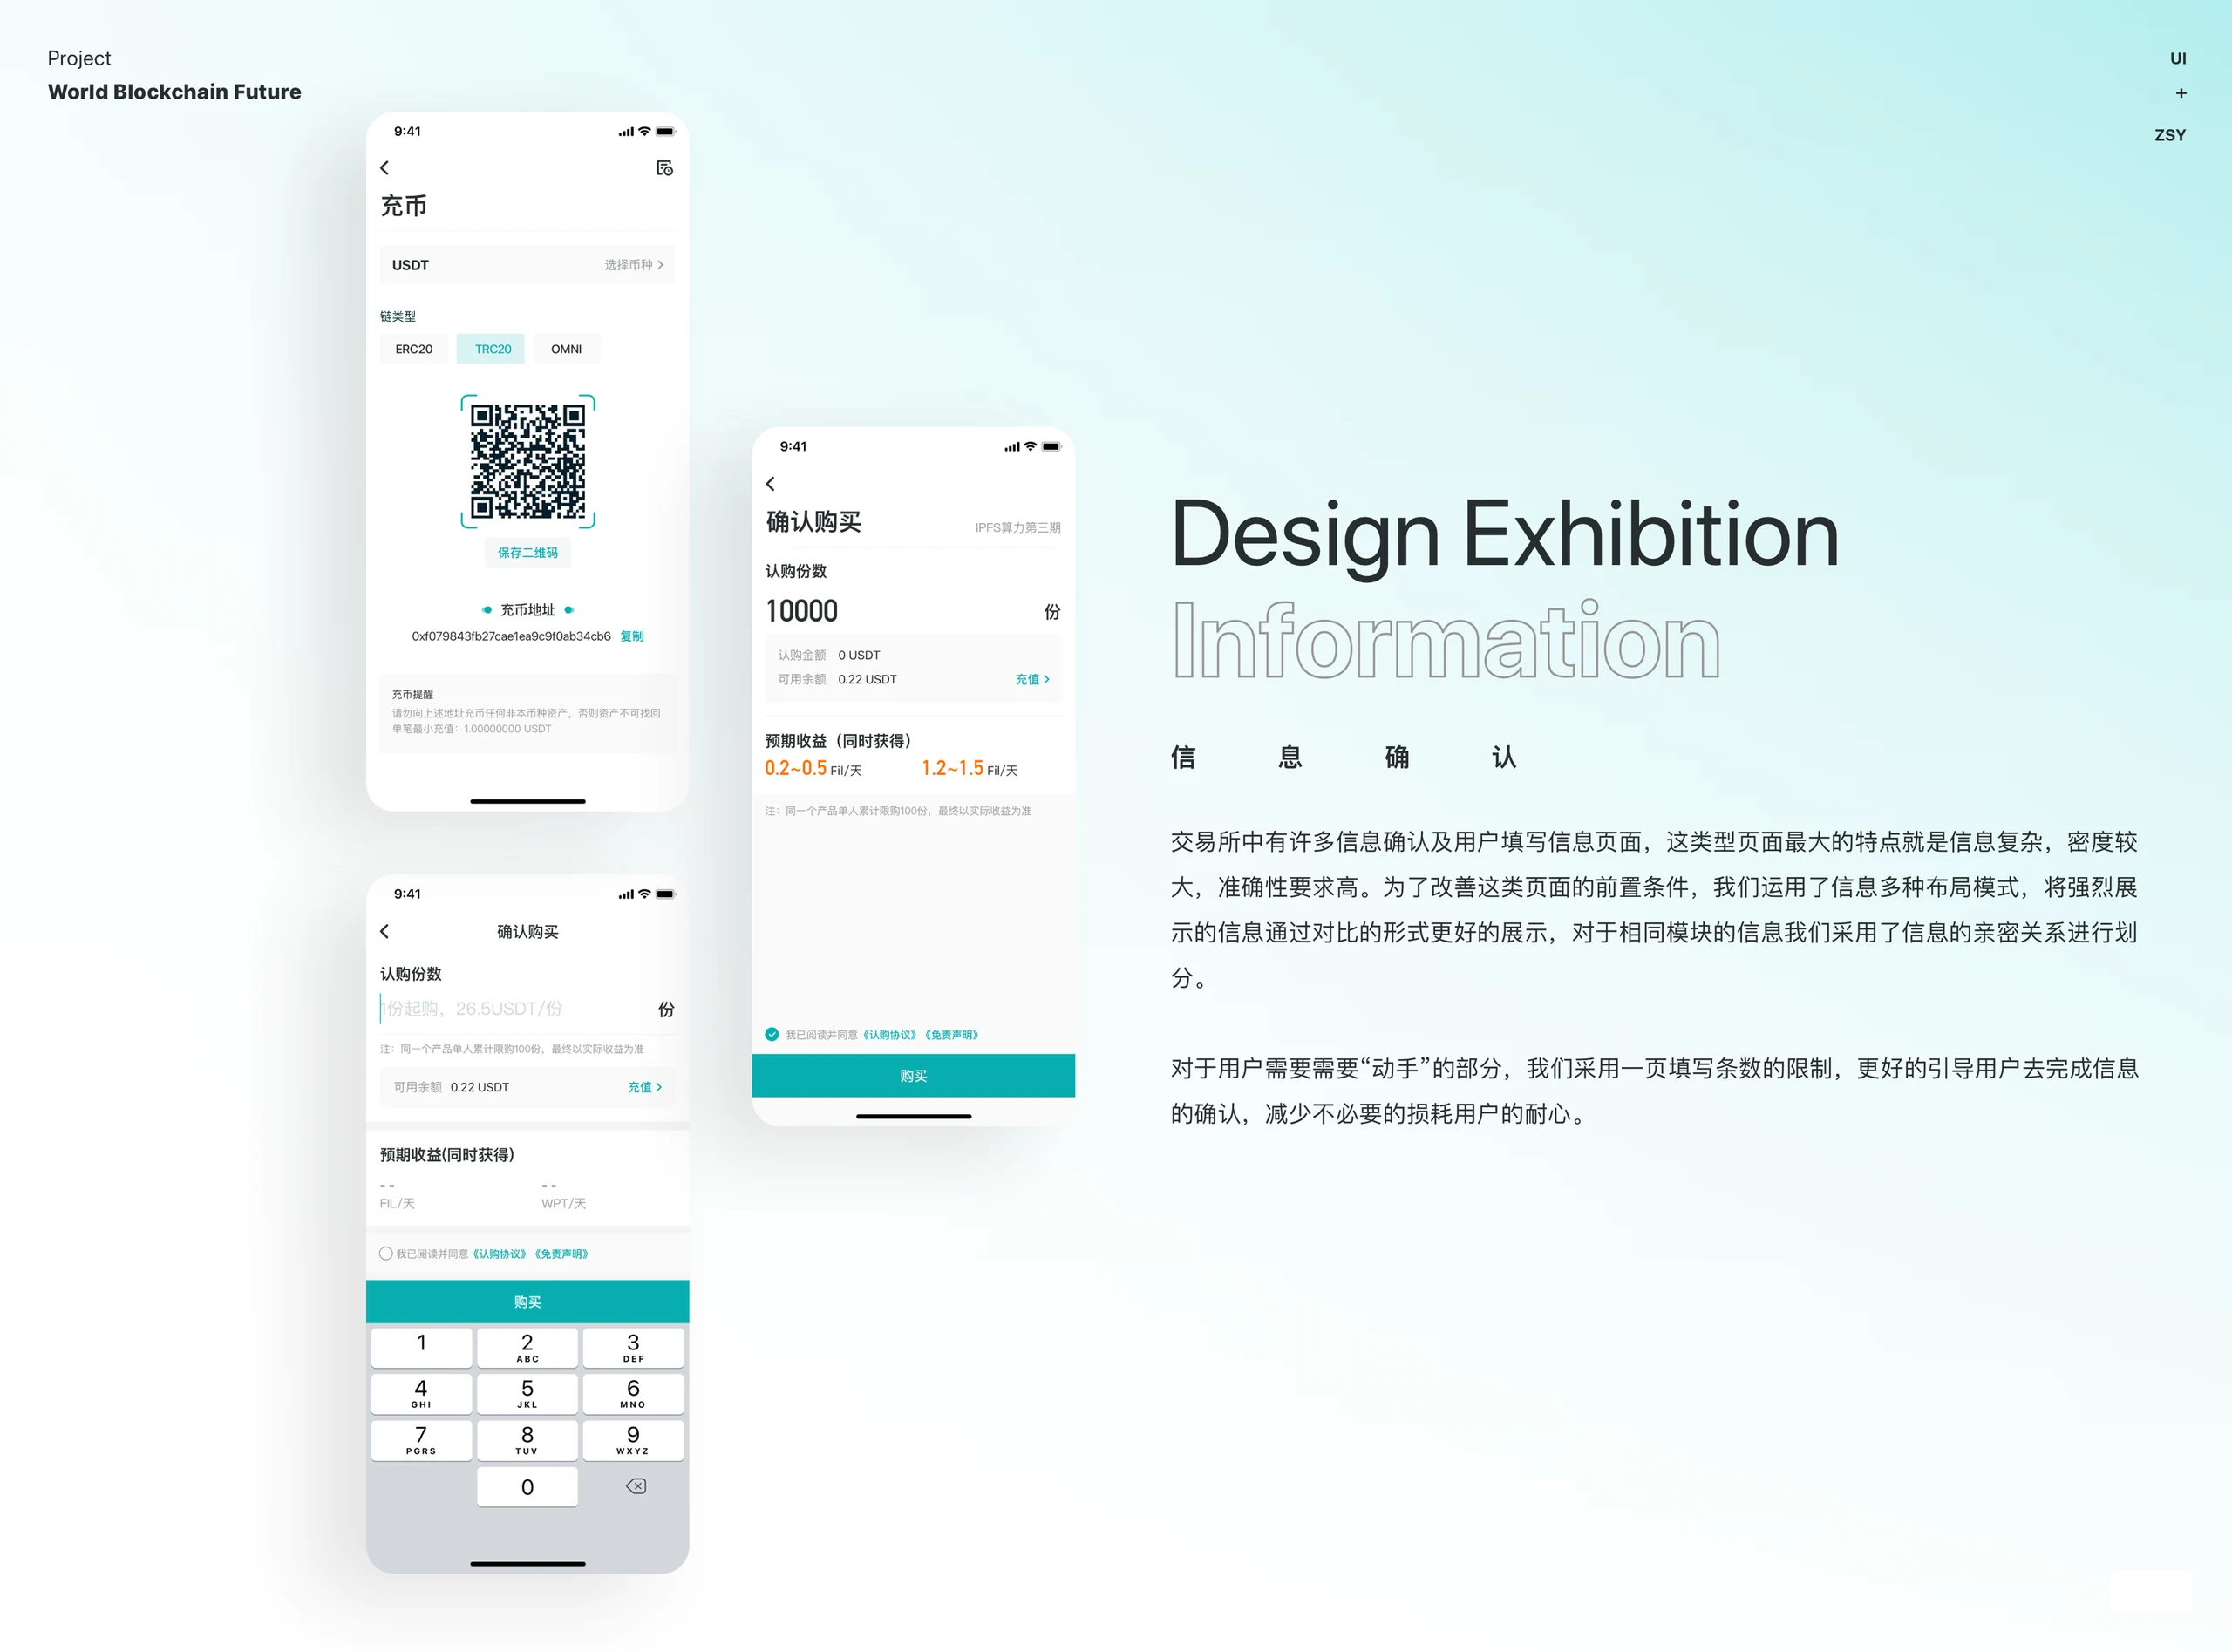 Project
World Blockchain Future
UI
+
ZSY
9:41
充币
USDT 选择币种
链类型
ERC20 TRC20 OMNI
保存二维码
充币地址
0xf079843fb27cae1ea9c9f0ab34cb6 复制
充币提醒
请勿向上述地址充币任何非本币种资产，否则资产不可找回
单笔最小充值：1.00000000 USDT
9:41
确认购买
认购份数
1份起购，26.5USDT/份 份
注：同一个产品单人累计限购100份，最终以实际收益为准
可用余额 0.22 USDT 充值
预期收益(同时获得)
-- --
FIL/天 WPT/天
我已阅读并同意《认购协议》《免责声明》
购买
1 2 3
ABC DEF
4 5 6
GHI JKL MNO
7 8 9
PGRS TUV WXYZ
0
9:41
确认购买 IPFS算力第三期
认购份数
10000 份
认购金额 0 USDT
可用余额 0.22 USDT 充值
预期收益（同时获得）
0.2~0.5 Fil/天 1.2~1.5 Fil/天
注：同一个产品单人累计限购100份，最终以实际收益为准
我已阅读并同意《认购协议》《免责声明》
购买
Design Exhibition
Information
信 息 确 认
交易所中有许多信息确认及用户填写信息页面，这类型页面最大的特点就是信息复杂，密度较
大，准确性要求高。为了改善这类页面的前置条件，我们运用了信息多种布局模式，将强烈展
示的信息通过对比的形式更好的展示，对于相同模块的信息我们采用了信息的亲密关系进行划
分。
对于用户需要需要“动手”的部分，我们采用一页填写条数的限制，更好的引导用户去完成信息
的确认，减少不必要的损耗用户的耐心。